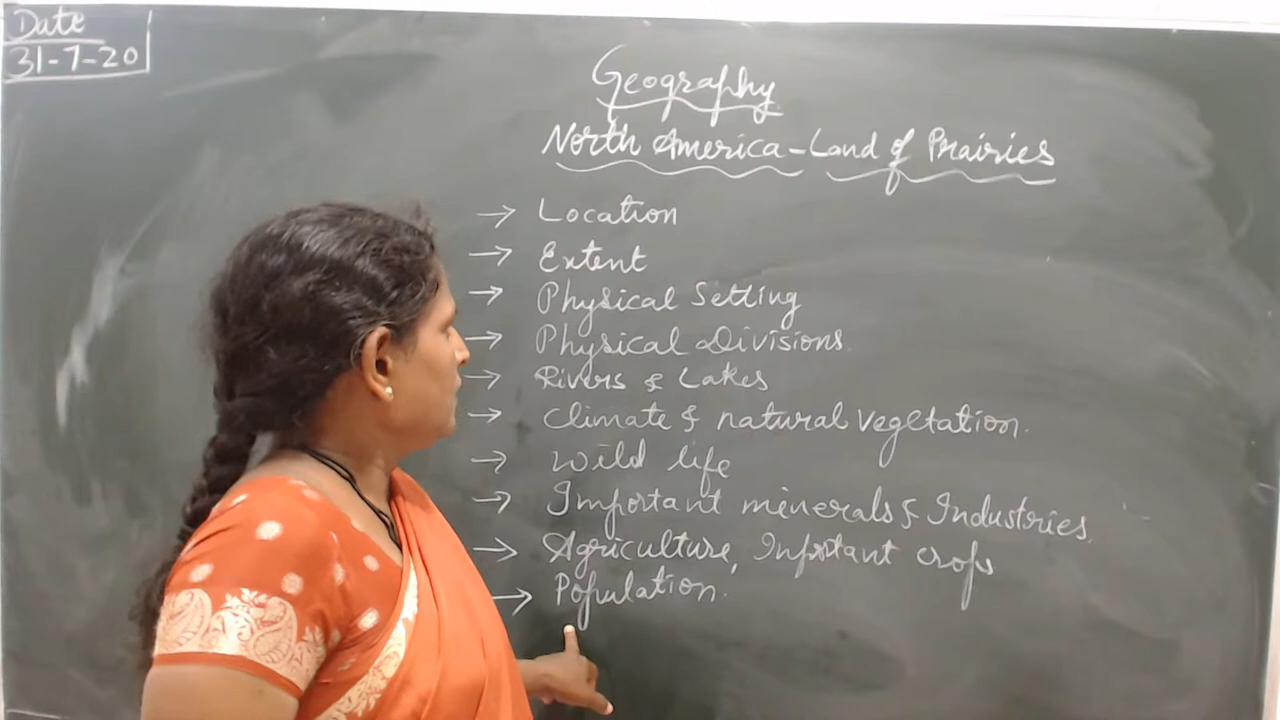 Date
31-7-20
Geography
North America-Land of Prairies
→ Location
→ Extent
→ Physical Setting
→ Physical Divisions.
→ Rivers & Lakes
→ Climate & natural Vegetation.
→ Wild life
→ Important minerals & Industries.
→ Agriculture, Important crops
→ Population.